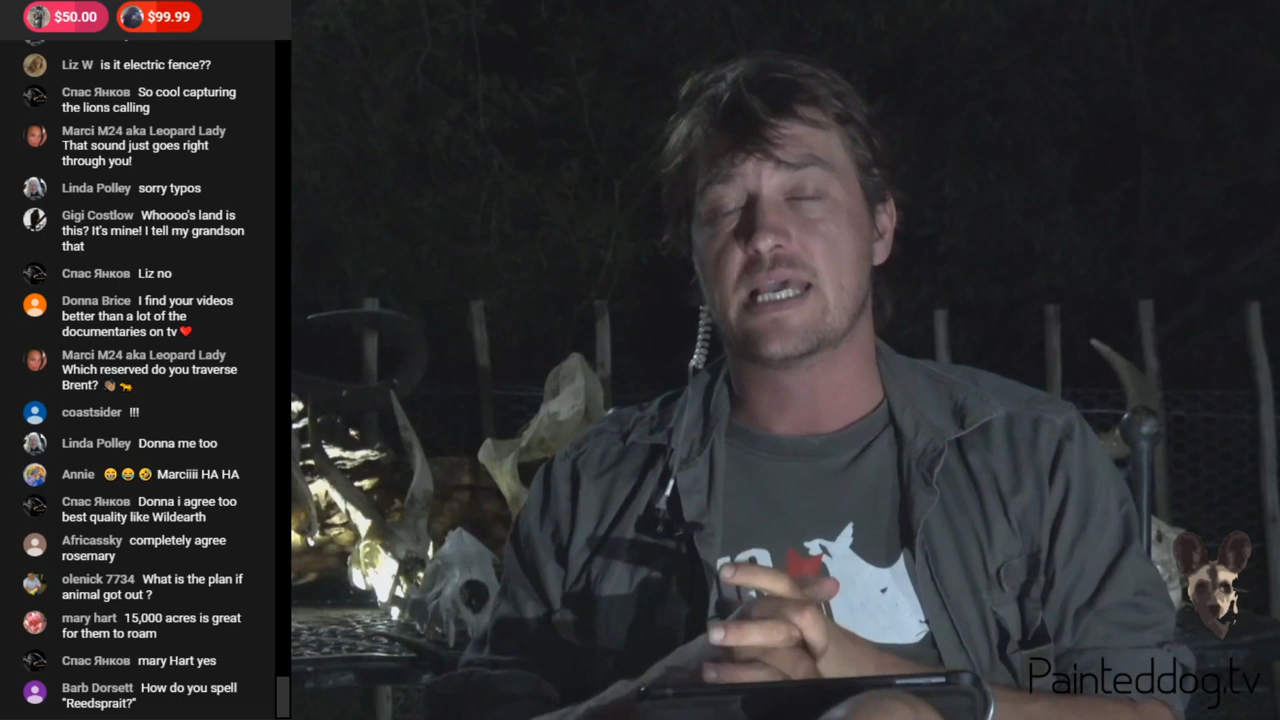 $50.00 $99.99
Liz W is it electric fence??
Спас Янков So cool capturing
the lions calling
Marci M24 aka Leopard Lady
That sound just goes right
through you!
Linda Polley sorry typos
Gigi Costlow Whoooo's land is
this? It's mine! I tell my grandson
that
Спас Янков Liz no
Donna Brice I find your videos
better than a lot of the
documentaries on tv❤️
Marci M24 aka Leopard Lady
Which reserved do you traverse
Brent? 👋🏽 🐆
coastsider !!!
Linda Polley Donna me too
Annie 😁 😂 🤣 Marciiii HA HA
Спас Янков Donna i agree too
best quality like Wildearth
Africassky completely agree
rosemary
olenick 7734 What is the plan if
animal got out ?
mary hart 15,000 acres is great
for them to roam
Спас Янков mary Hart yes
Barb Dorsett How do you spell
"Reedsprait?"
Painteddog.tv